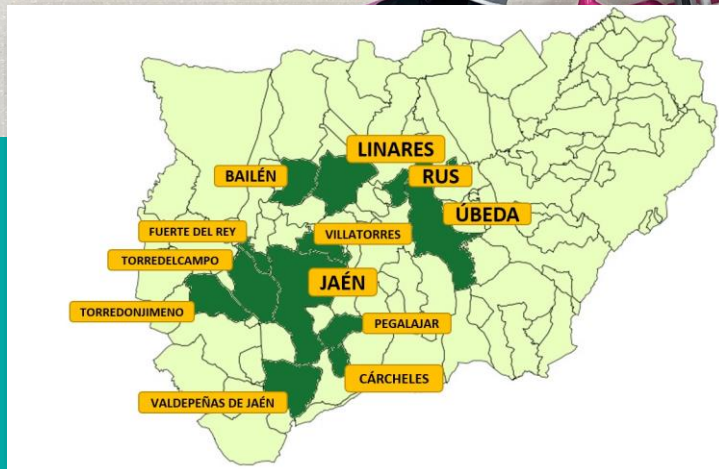 LINARES
BAILÉN
RUS
ÚBEDA
FUERTE DEL REY
VILLATORRES
TORREDELCAMPO
JAÉN
TORREDONJIMENO
PEGALAJAR
CÁRCHELES
VALDEPEÑAS DE JAÉN